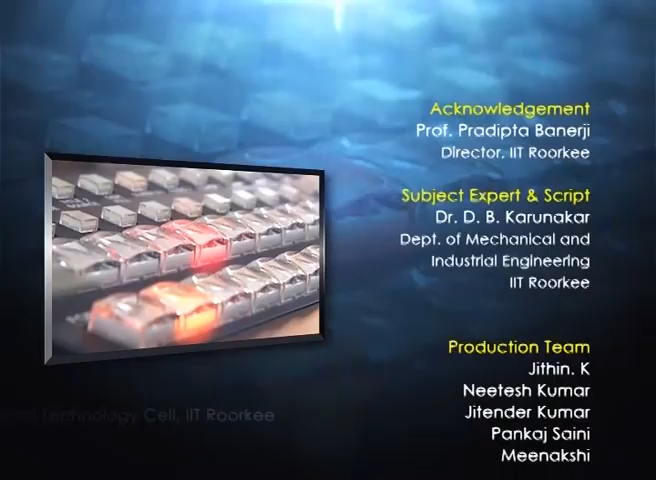 Acknowledgement
Prof. Pradipta Banerji
Director, IIT Roorkee
Subject Expert & Script
Dr. D. B. Karunakar
Dept. of Mechanical and
Industrial Engineering
IIT Roorkee
Production Team
Jithin. K
Neetesh Kumar
Jitender Kumar
Pankaj Saini
Meenakshi
Technology Cell, IIT Roorkee